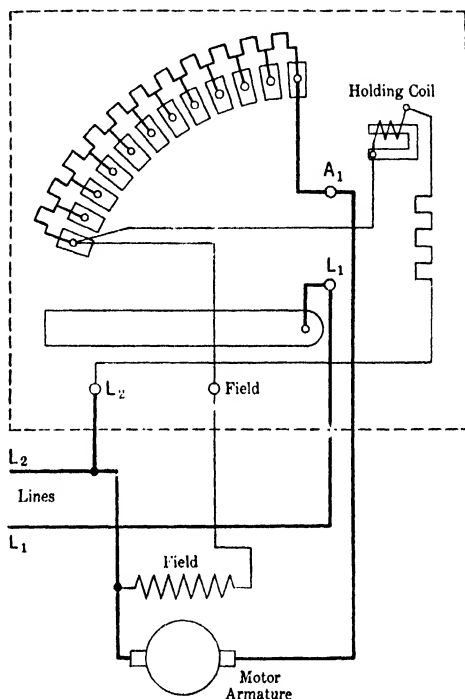 Holding Coil
A₁
L₁
L₂
Field
L₂
Lines
L₁
Field
Motor
Armature